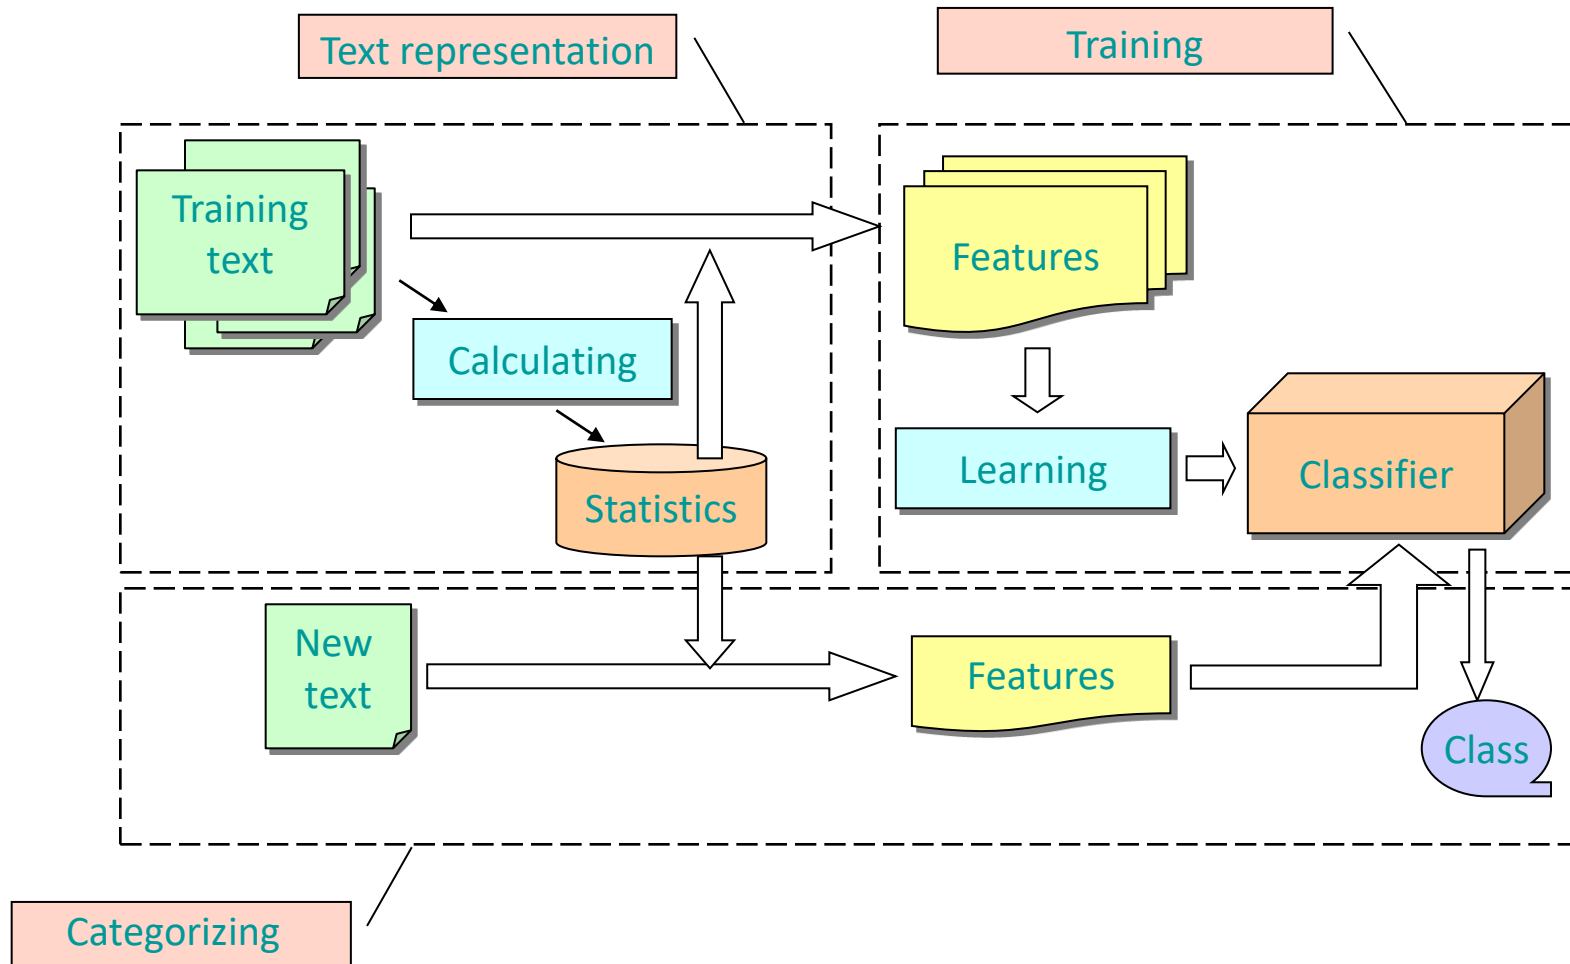 Text representation
Training
Training
text
Features
Calculating
Learning
Classifier
Statistics
New
text
Features
Class
Categorizing